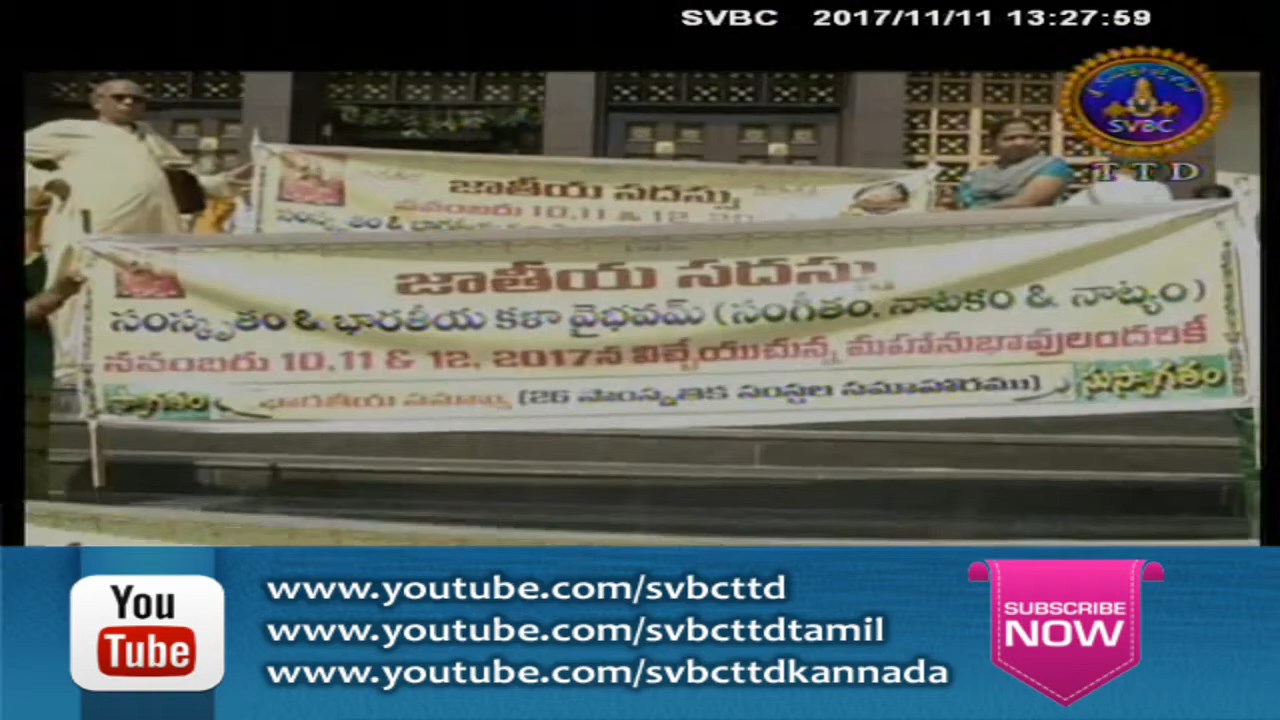 SVBC 2017/11/11 13:27:59
SVBC
T T D
జాతీయ సదస్సు
నవంబరు 10,11 & 12, 20
జాతీయ సదస్సు
సంస్కృతం & భారతీయ కళా వైభవమ్ (సంగీతం, నాటకం & నాట్యం)
నవంబరు 10,11 & 12, 2017న విచ్చేయుచున్న మహానుభావులందరికీ
స్వాగతం
(26 సాంస్కృతిక సంస్థల సమాహారము)
సుస్వాగతం
You Tube
www.youtube.com/svbcttd
www.youtube.com/svbcttdtamil
www.youtube.com/svbcttdkannada
SUBSCRIBE
NOW